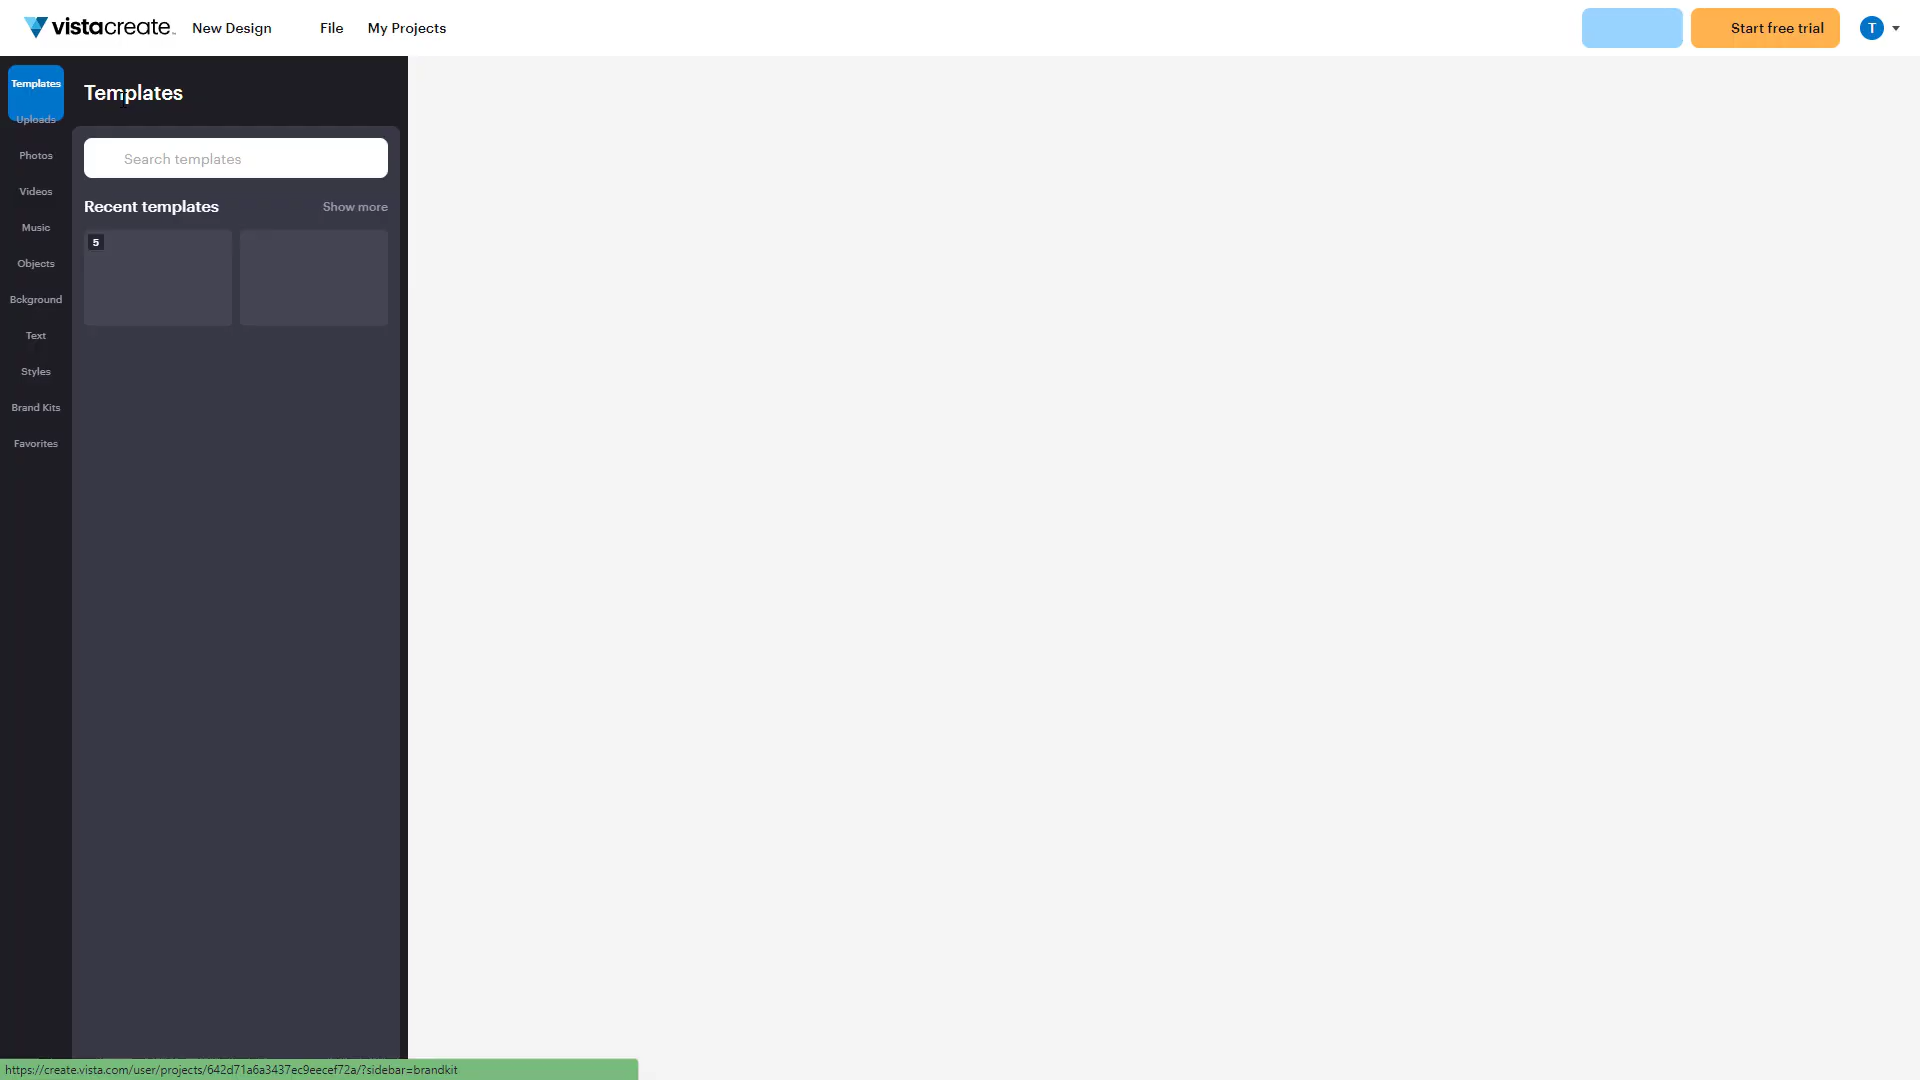 vistacreate
New Design
File
My Projects
Start free trial
T
Templates
Uploads
Photos
Videos
Music
Objects
Bckground
Text
Styles
Brand Kits
Favorites
Templates
Search templates
Recent templates
Show more
5
https://create.vista.com/user/projects/642d71a6a3437ec9eecef72a/?sidebar=brandkit